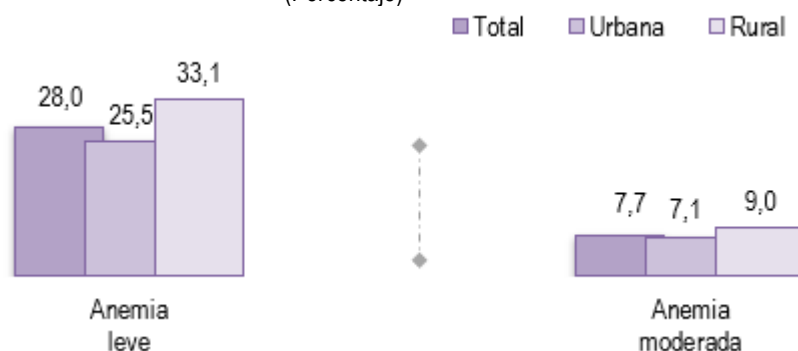 (Porcentaje)
Total Urbana Rural
28,0 25,5 33,1
7,7 7,1 9,0
Anemia
leve
Anemia
moderada